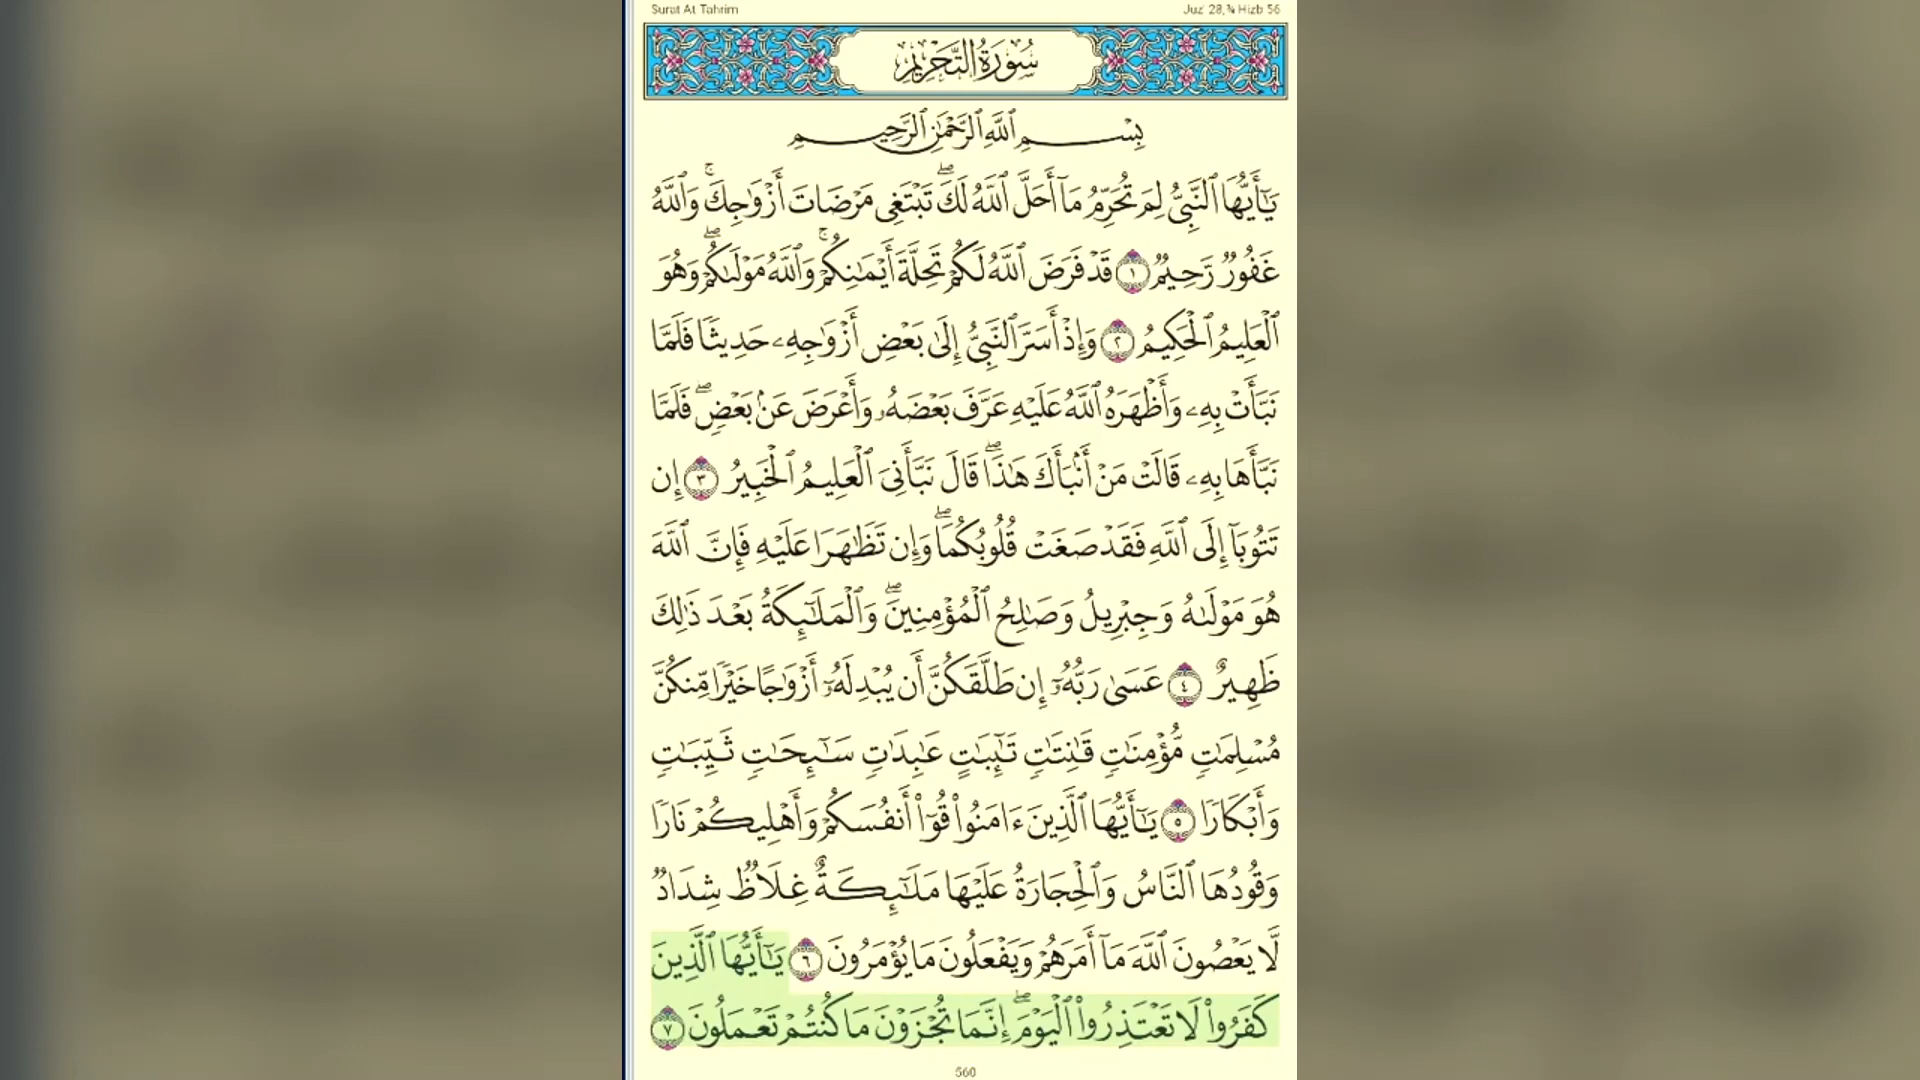 Surat At Tahrim
Juz' 28,¾ Hizb 56
سُورَةُ التَّحْرِيمِ
بِسْمِ ٱللَّهِ ٱلرَّحْمَٰنِ ٱلرَّحِيمِ
يَٰٓأَيُّهَا ٱلنَّبِىُّ لِمَ تُحَرِّمُ مَآ أَحَلَّ ٱللَّهُ لَكَ ۖ تَبْتَغِى مَرْضَاتَ أَزْوَٰجِكَ ۚ وَٱللَّهُ
غَفُورٌ رَّحِيمٌ ١ قَدْ فَرَضَ ٱللَّهُ لَكُمْ تَحِلَّةَ أَيْمَٰنِكُمْ ۚ وَٱللَّهُ مَوْلَىٰكُمْ ۖ وَهُوَ
ٱلْعَلِيمُ ٱلْحَكِيمُ ٢ وَإِذْ أَسَرَّ ٱلنَّبِىُّ إِلَىٰ بَعْضِ أَزْوَٰجِهِۦ حَدِيثًا فَلَمَّا
نَبَّأَتْ بِهِۦ وَأَظْهَرَهُ ٱللَّهُ عَلَيْهِ عَرَّفَ بَعْضَهُۥ وَأَعْرَضَ عَنۢ بَعْضٍ ۖ فَلَمَّا
نَبَّأَهَا بِهِۦ قَالَتْ مَنْ أَنۢبَأَكَ هَٰذَا ۖ قَالَ نَبَّأَنِىَ ٱلْعَلِيمُ ٱلْخَبِيرُ ٣ إِن
تَتُوبَآ إِلَى ٱللَّهِ فَقَدْ صَغَتْ قُلُوبُكُمَا ۖ وَإِن تَظَٰهَرَا عَلَيْهِ فَإِنَّ ٱللَّهَ
هُوَ مَوْلَىٰهُ وَجِبْرِيلُ وَصَٰلِحُ ٱلْمُؤْمِنِينَ ۖ وَٱلْمَلَٰٓئِكَةُ بَعْدَ ذَٰلِكَ
ظَهِيرٌ ٤ عَسَىٰ رَبُّهُۥٓ إِن طَلَّقَكُنَّ أَن يُبْدِلَهُۥٓ أَزْوَٰجًا خَيْرًا مِّنكُنَّ
مُسْلِمَٰتٍ مُّؤْمِنَٰتٍ قَٰنِتَٰتٍ تَٰٓئِبَٰتٍ عَٰبِدَٰتٍ سَٰٓئِحَٰتٍ ثَيِّبَٰتٍ
وَأَبْكَارًا ٥ يَٰٓأَيُّهَا ٱلَّذِينَ ءَامَنُوا۟ قُوٓا۟ أَنفُسَكُمْ وَأَهْلِيكُمْ نَارًا
وَقُودُهَا ٱلنَّاسُ وَٱلْحِجَارَةُ عَلَيْهَا مَلَٰٓئِكَةٌ غِلَاظٌ شِدَادٌ
لَّا يَعْصُونَ ٱللَّهَ مَآ أَمَرَهُمْ وَيَفْعَلُونَ مَا يُؤْمَرُونَ ٦ يَٰٓأَيُّهَا ٱلَّذِينَ
كَفَرُوا۟ لَا تَعْتَذِرُوا۟ ٱلْيَوْمَ ۖ إِنَّمَا تُجْزَوْنَ مَا كُنتُمْ تَعْمَلُونَ ٧
560